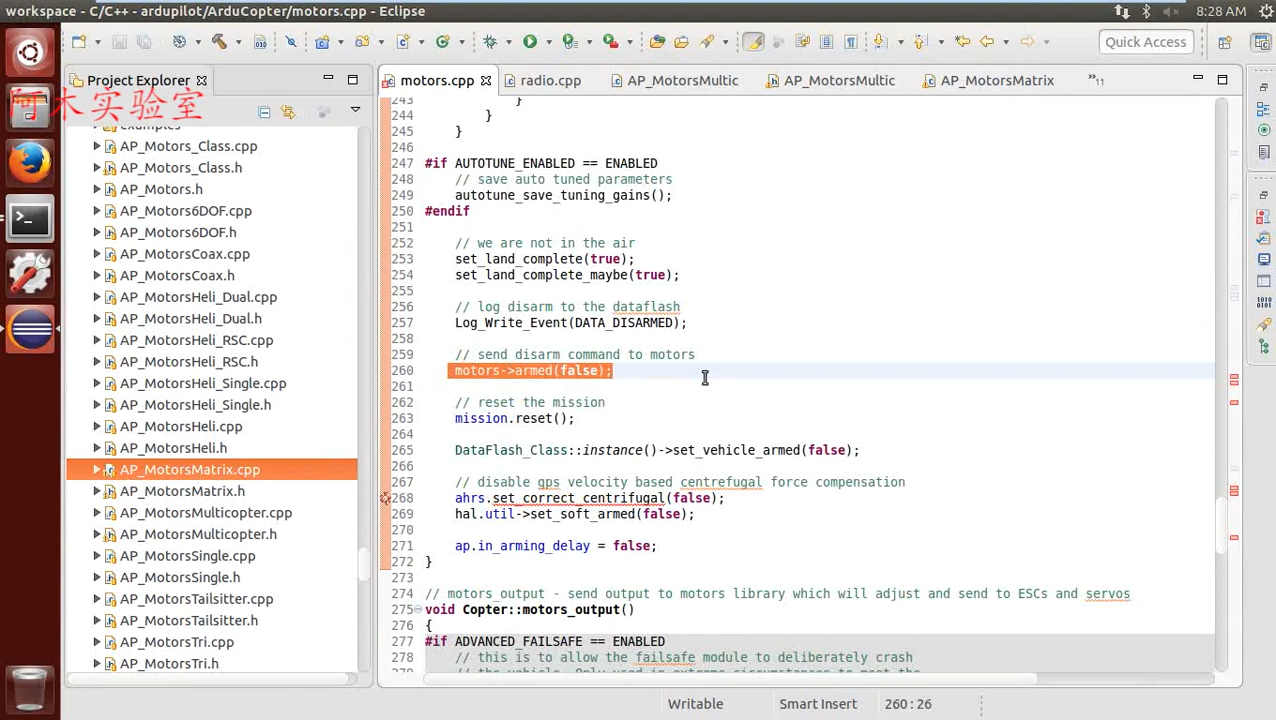 workspace - C/C++ - ardupilot/ArduCopter/motors.cpp - Eclipse
8:28 AM
Quick Access
Project Explorer
阿木实验室
examples
AP_Motors_Class.cpp
AP_Motors_Class.h
AP_Motors.h
AP_Motors6DOF.cpp
AP_Motors6DOF.h
AP_MotorsCoax.cpp
AP_MotorsCoax.h
AP_MotorsHeli_Dual.cpp
AP_MotorsHeli_Dual.h
AP_MotorsHeli_RSC.cpp
AP_MotorsHeli_RSC.h
AP_MotorsHeli_Single.cpp
AP_MotorsHeli_Single.h
AP_MotorsHeli.cpp
AP_MotorsHeli.h
AP_MotorsMatrix.cpp
AP_MotorsMatrix.h
AP_MotorsMulticopter.cpp
AP_MotorsMulticopter.h
AP_MotorsSingle.cpp
AP_MotorsSingle.h
AP_MotorsTailsitter.cpp
AP_MotorsTailsitter.h
AP_MotorsTri.cpp
AP_MotorsTri.h
motors.cpp
radio.cpp
AP_MotorsMultic
AP_MotorsMultic
AP_MotorsMatrix
»11
243 }
244 }
245 }
246
247 #if AUTOTUNE_ENABLED == ENABLED
248 // save auto tuned parameters
249 autotune_save_tuning_gains();
250 #endif
251
252 // we are not in the air
253 set_land_complete(true);
254 set_land_complete_maybe(true);
255
256 // log disarm to the dataflash
257 Log_Write_Event(DATA_DISARMED);
258
259 // send disarm command to motors
260 motors->armed(false);
261
262 // reset the mission
263 mission.reset();
264
265 DataFlash_Class::instance()->set_vehicle_armed(false);
266
267 // disable gps velocity based centrefugal force compensation
268 ahrs.set_correct_centrifugal(false);
269 hal.util->set_soft_armed(false);
270
271 ap.in_arming_delay = false;
272 }
273
274 // motors_output - send output to motors library which will adjust and send to ESCs and servos
275 void Copter::motors_output()
276 {
277 #if ADVANCED_FAILSAFE == ENABLED
278 // this is to allow the failsafe module to deliberately crash
Writable
Smart Insert
260 : 26